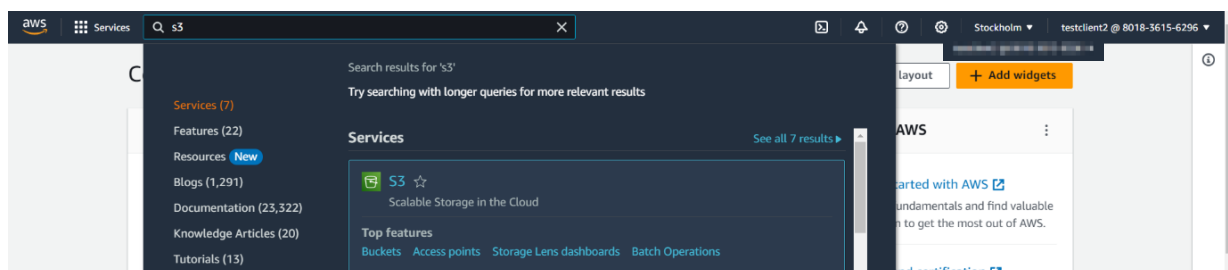 aws Services s3 Stockholm testclient2 @ 8018-3615-6296
Search results for 's3'
Try searching with longer queries for more relevant results
Services (7)
Features (22)
Resources New
Blogs (1,291)
Documentation (23,322)
Knowledge Articles (20)
Tutorials (13)
Services See all 7 results
S3
Scalable Storage in the Cloud
Top features
Buckets Access points Storage Lens dashboards Batch Operations
layout + Add widgets
AWS
with AWS
and find valuable
to get the most out of AWS.